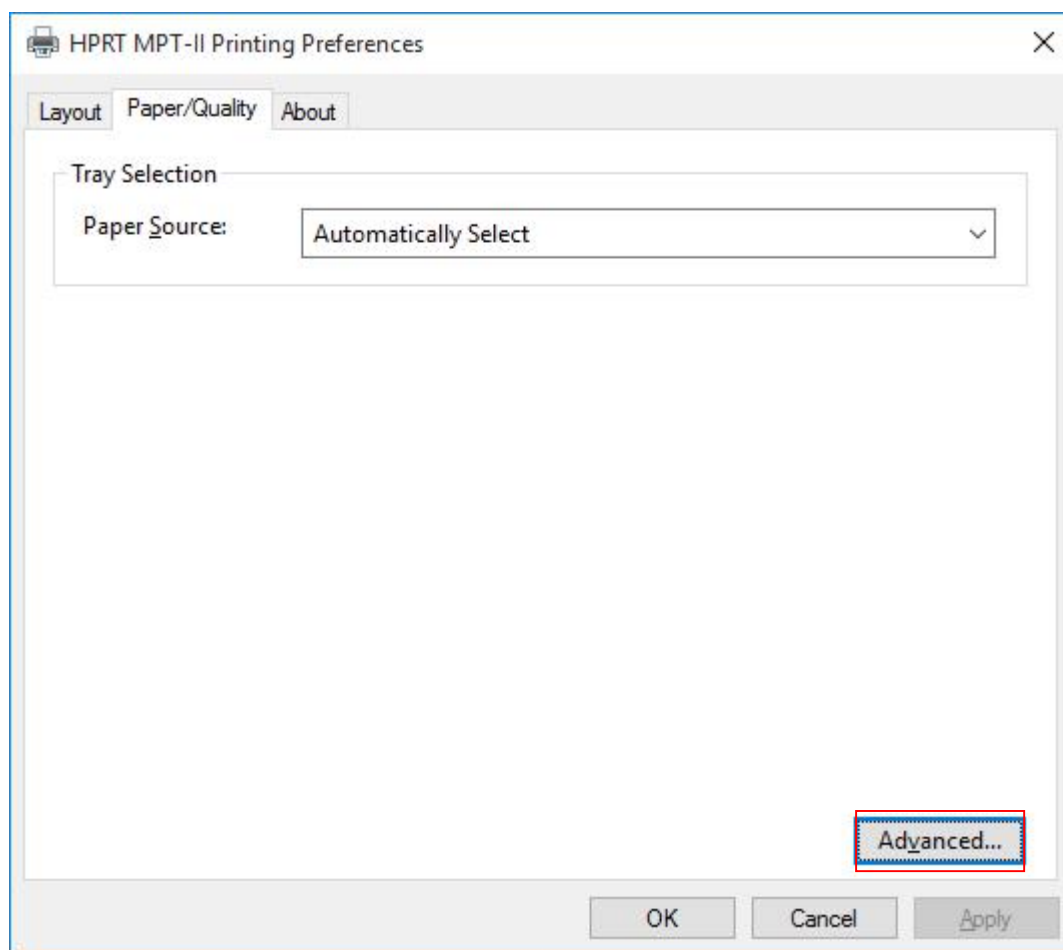 HPRT MPT-II Printing Preferences
Layout Paper/Quality About
Tray Selection
Paper Source: Automatically Select
Advanced...
OK Cancel Apply